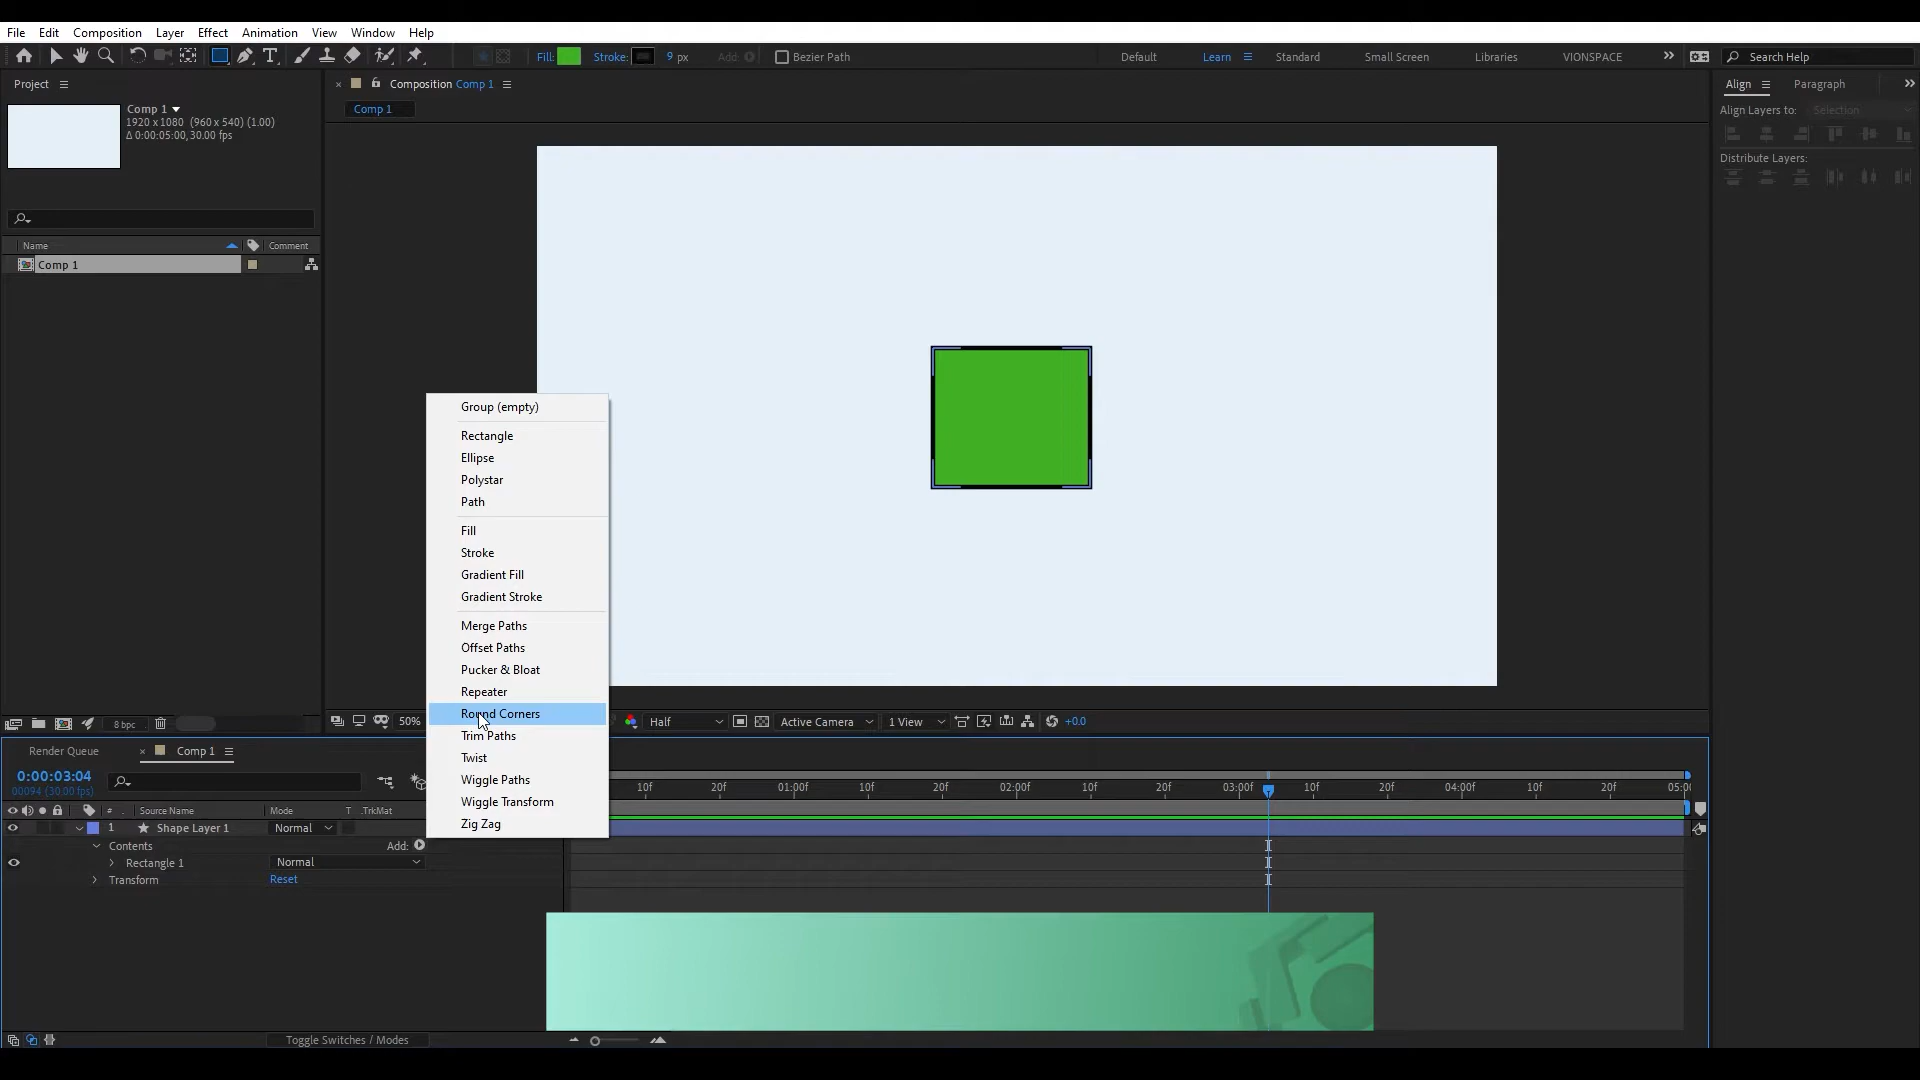 File Edit Composition Layer Effect Animation View Window Help
Fill: Stroke: 9 px Add: Bezier Path Default Learn Standard Small Screen Libraries VIONSPACE >> Search Help
Project
Comp 1
1920 x 1080 (960 x 540) (1.00)
Δ 0:00:05:00, 30.00 fps
Name Comment
Comp 1
8 bpc
Composition Comp 1
Comp 1
Align Paragraph >>
Align Layers to: Selection
Distribute Layers:
Group (empty)
Rectangle
Ellipse
Polystar
Path
Fill
Stroke
Gradient Fill
Gradient Stroke
Merge Paths
Offset Paths
Pucker & Bloat
Repeater
Round Corners
Trim Paths
Twist
Wiggle Paths
Wiggle Transform
Zig Zag
50% Half Active Camera 1 View +0.0
Render Queue Comp 1
0:00:03:04
00094 (30.00 fps)
10f 20f 01:00f 10f 20f 02:00f 10f 20f 03:00f 10f 20f 04:00f 10f 20f 05:00
# Source Name Mode T .TrkMat
1 Shape Layer 1 Normal
Contents Add:
Rectangle 1 Normal
Transform Reset
Toggle Switches / Modes